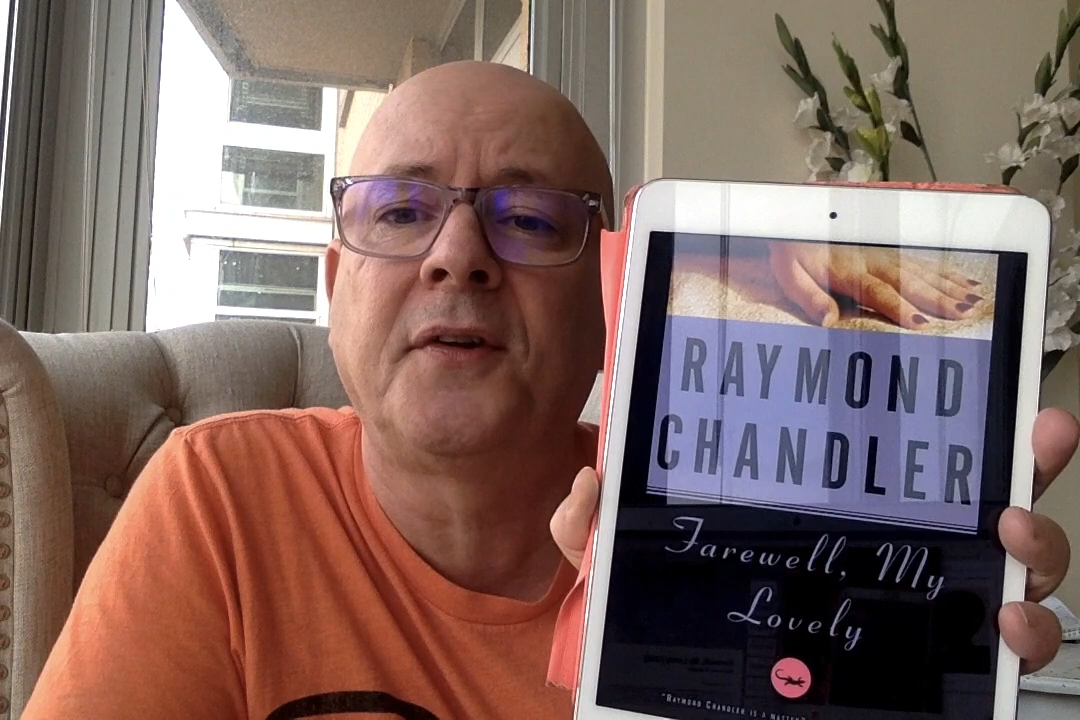 RAYMOND
CHANDLER
Farewell, My
Lovely
"RAYMOND CHANDLER IS A MASTER"